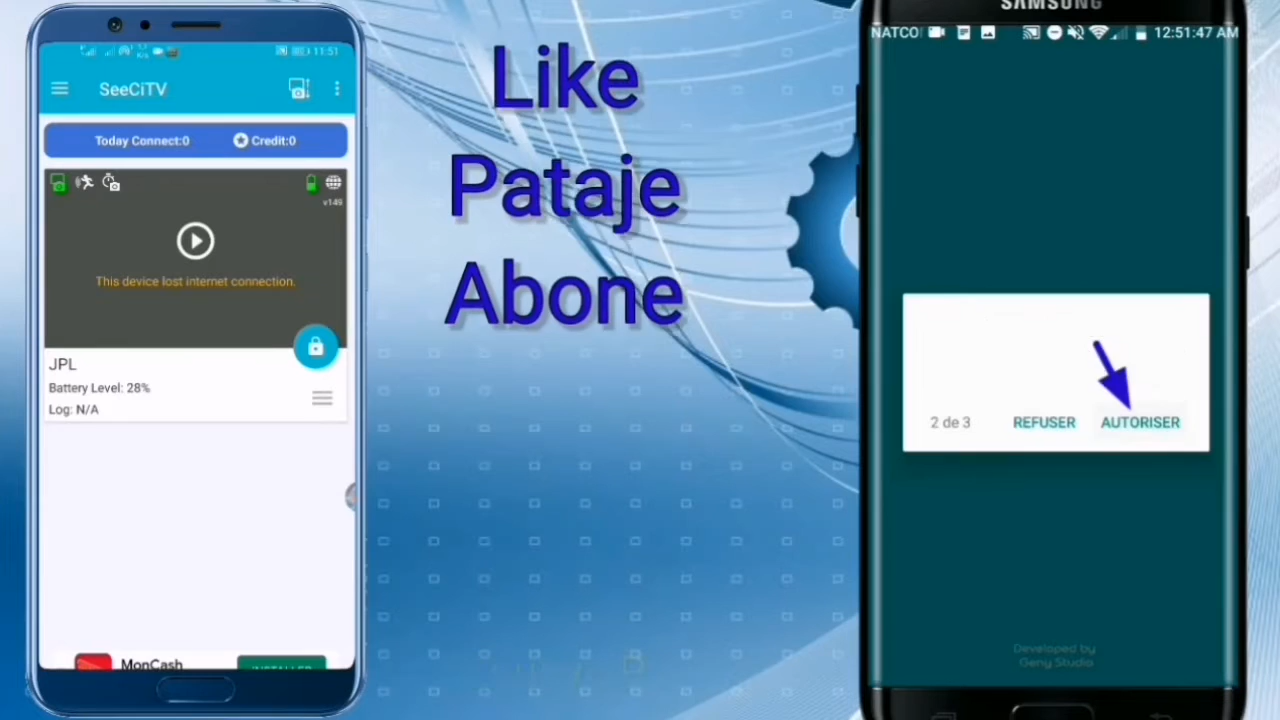 11:51
SeeCiTV
Today Connect:0
Credit:0
v149
This device lost internet connection.
JPL
Battery Level: 28%
Log: N/A
MonCash
INSTALLER
Like
Pataje
Abone
SAMSUNG
NATCO
12:51:47 AM
2 de 3
REFUSER
AUTORISER
Developed by
Geny Studio